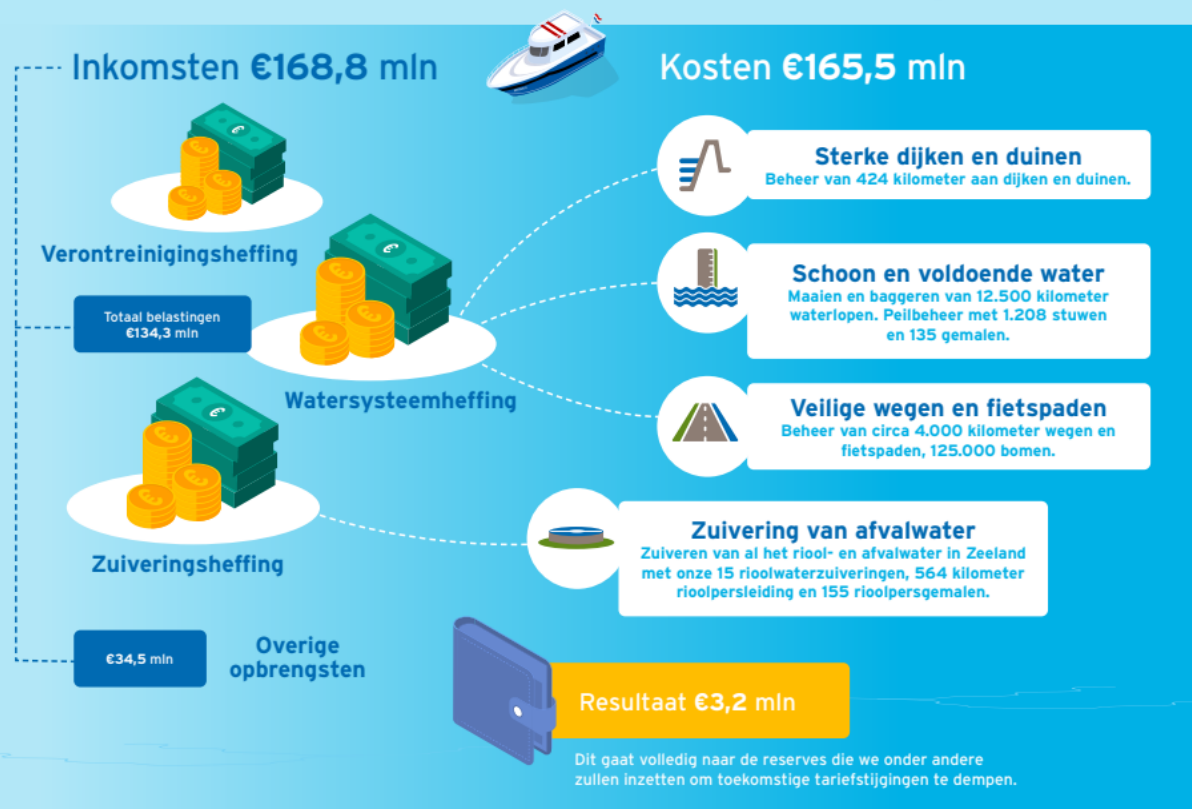 Inkomsten €168,8 mln
Verontreinigingsheffing
Totaal belastingen
€134,3 mln
Watersysteemheffing
Zuiveringsheffing
€34,5 mln
Overige
opbrengsten
Kosten €165,5 mln
Sterke dijken en duinen
Beheer van 424 kilometer aan dijken en duinen.
Schoon en voldoende water
Maaien en baggeren van 12.500 kilometer
waterlopen. Peilbeheer met 1.208 stuwen
en 135 gemalen.
Veilige wegen en fietspaden
Beheer van circa 4.000 kilometer wegen en
fietspaden, 125.000 bomen.
Zuivering van afvalwater
Zuiveren van al het riool- en afvalwater in Zeeland
met onze 15 rioolwaterzuiveringen, 564 kilometer
rioolpersleiding en 155 rioolpersgemalen.
Resultaat €3,2 mln
Dit gaat volledig naar de reserves die we onder andere
zullen inzetten om toekomstige tariefstijgingen te dempen.